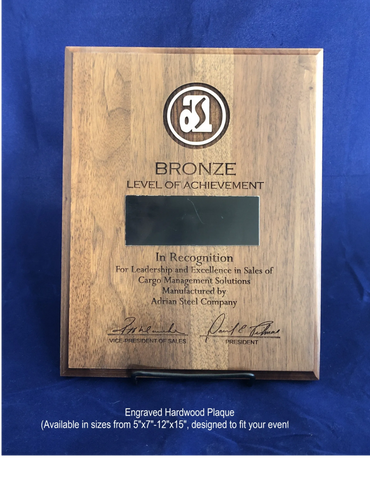 BRONZE
LEVEL OF ACHIEVEMENT
In Recognition
For Leadership and Excellence in Sales of
Cargo Management Solutions
Manufactured by
Adrian Steel Company
VICE-PRESIDENT OF SALES PRESIDENT
Engraved Hardwood Plaque
(Available in sizes from 5"x7"-12"x15", designed to fit your event